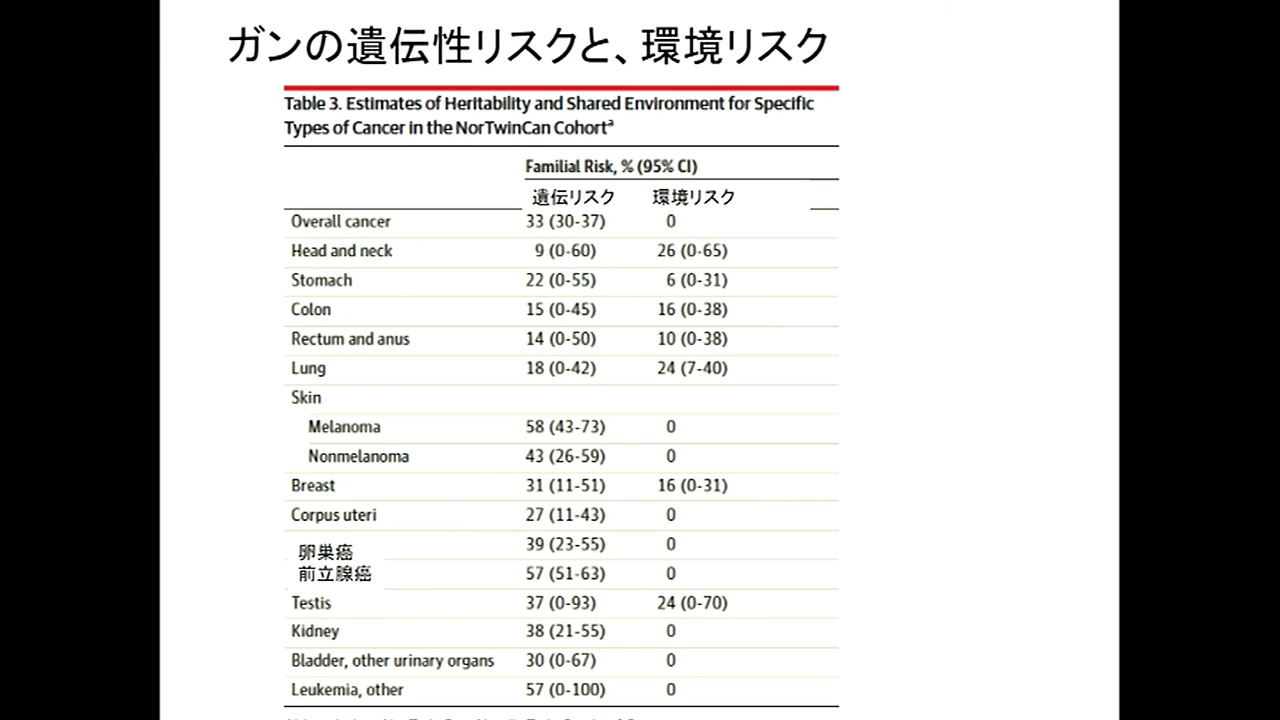 ガンの遺伝性リスクと、環境リスク
Table 3. Estimates of Heritability and Shared Environment for Specific
Types of Cancer in the NorTwinCan Cohortª
Familial Risk, % (95% CI)
遺伝リスク 環境リスク
Overall cancer 33 (30-37) 0
Head and neck 9 (0-60) 26 (0-65)
Stomach 22 (0-55) 6 (0-31)
Colon 15 (0-45) 16 (0-38)
Rectum and anus 14 (0-50) 10 (0-38)
Lung 18 (0-42) 24 (7-40)
Skin
Melanoma 58 (43-73) 0
Nonmelanoma 43 (26-59) 0
Breast 31 (11-51) 16 (0-31)
Corpus uteri 27 (11-43) 0
卵巣癌 39 (23-55) 0
前立腺癌 57 (51-63) 0
Testis 37 (0-93) 24 (0-70)
Kidney 38 (21-55) 0
Bladder, other urinary organs 30 (0-67) 0
Leukemia, other 57 (0-100) 0